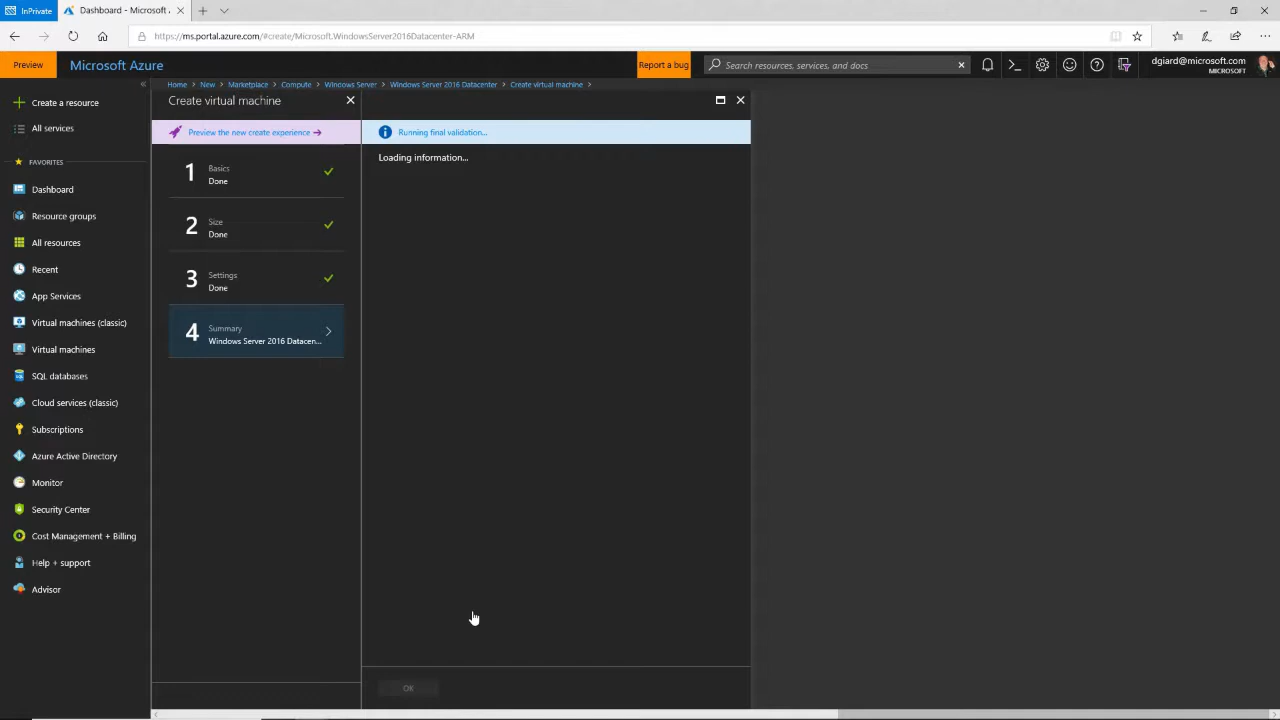 InPrivate
Dashboard - Microsoft
https://ms.portal.azure.com/#create/Microsoft.WindowsServer2016Datacenter-ARM
Preview
Microsoft Azure
Report a bug
Search resources, services, and docs
dgiard@microsoft.com
MICROSOFT
Home > New > Marketplace > Compute > Windows Server > Windows Server 2016 Datacenter > Create virtual machine >
Create a resource
All services
FAVORITES
Dashboard
Resource groups
All resources
Recent
App Services
Virtual machines (classic)
Virtual machines
SQL databases
Cloud services (classic)
Subscriptions
Azure Active Directory
Monitor
Security Center
Cost Management + Billing
Help + support
Advisor
Create virtual machine
Preview the new create experience →
1 Basics
Done
2 Size
Done
3 Settings
Done
4 Summary
Windows Server 2016 Datacen...
Running final validation...
Loading information...
Ok